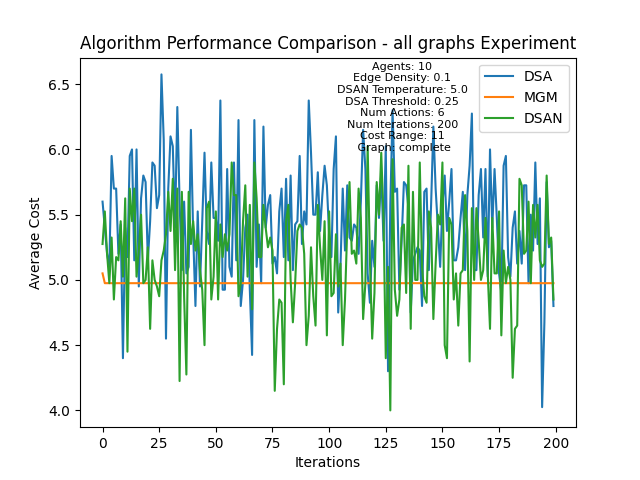 Algorithm Performance Comparison - all graphs Experiment
Agents: 10
Edge Density: 0.1
DSAN Temperature: 5.0
DSA Threshold: 0.25
Num Actions: 6
Num Iterations: 200
Cost Range: 11
Graph: complete
DSA
MGM
DSAN
Average Cost
6.5
6.0
5.5
5.0
4.5
4.0
0 25 50 75 100 125 150 175 200
Iterations